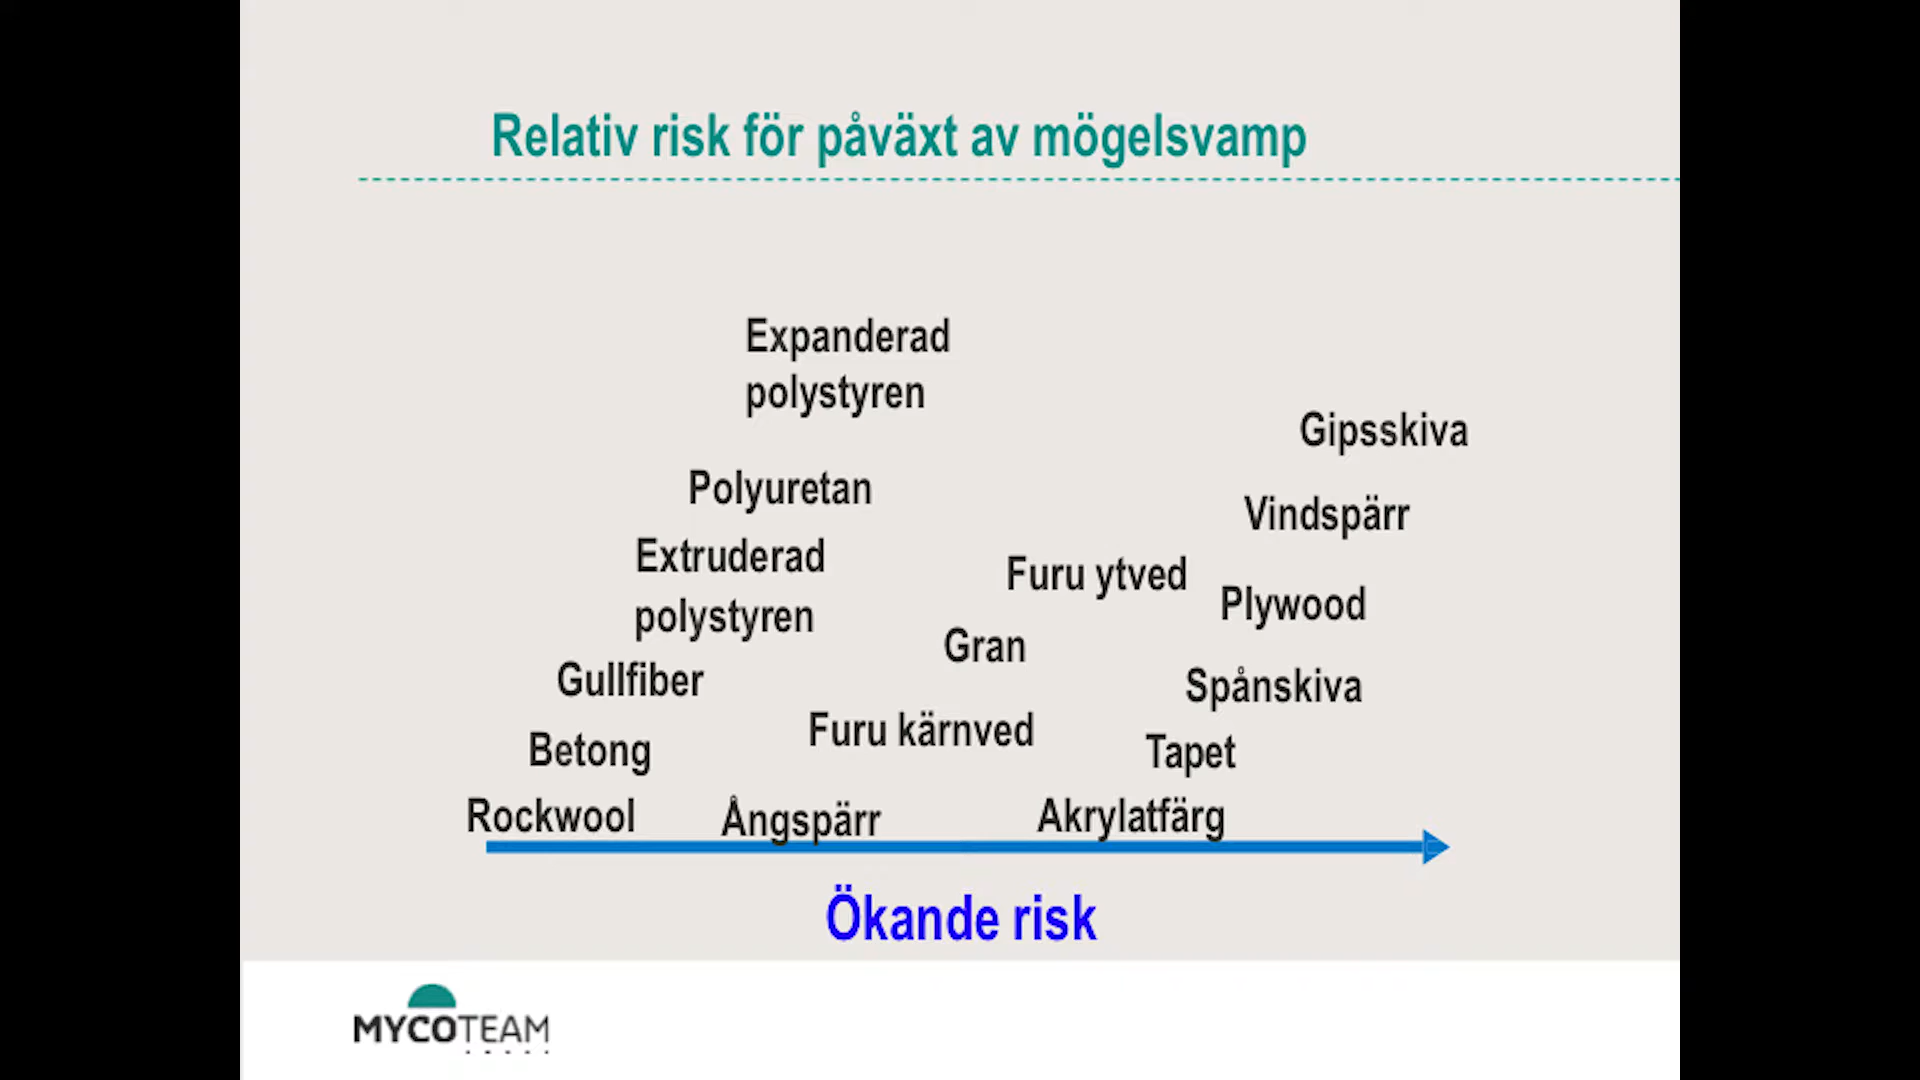 Relativ risk för påväxt av mögelsvamp
Expanderad
polystyren
Gipsskiva
Polyuretan
Vindspärr
Extruderad
polystyren
Furu ytved
Plywood
Gran
Gullfiber
Spånskiva
Furu kärnved
Betong
Tapet
Rockwool
Ångspärr
Akrylatfärg
Ökande risk
MYCOTEAM